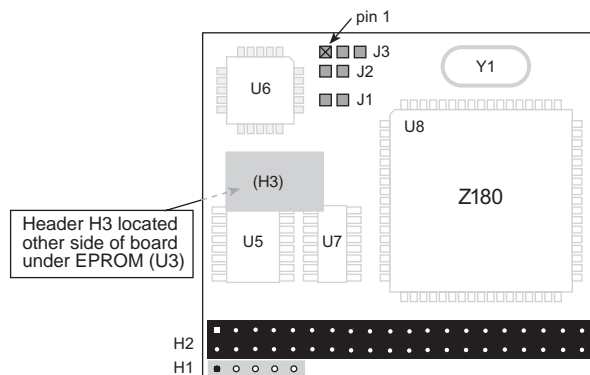 pin 1
J3
J2
J1
Y1
U6
U8
(H3)
Z180
Header H3 located
other side of board
under EPROM (U3)
U5
U7
H2
H1